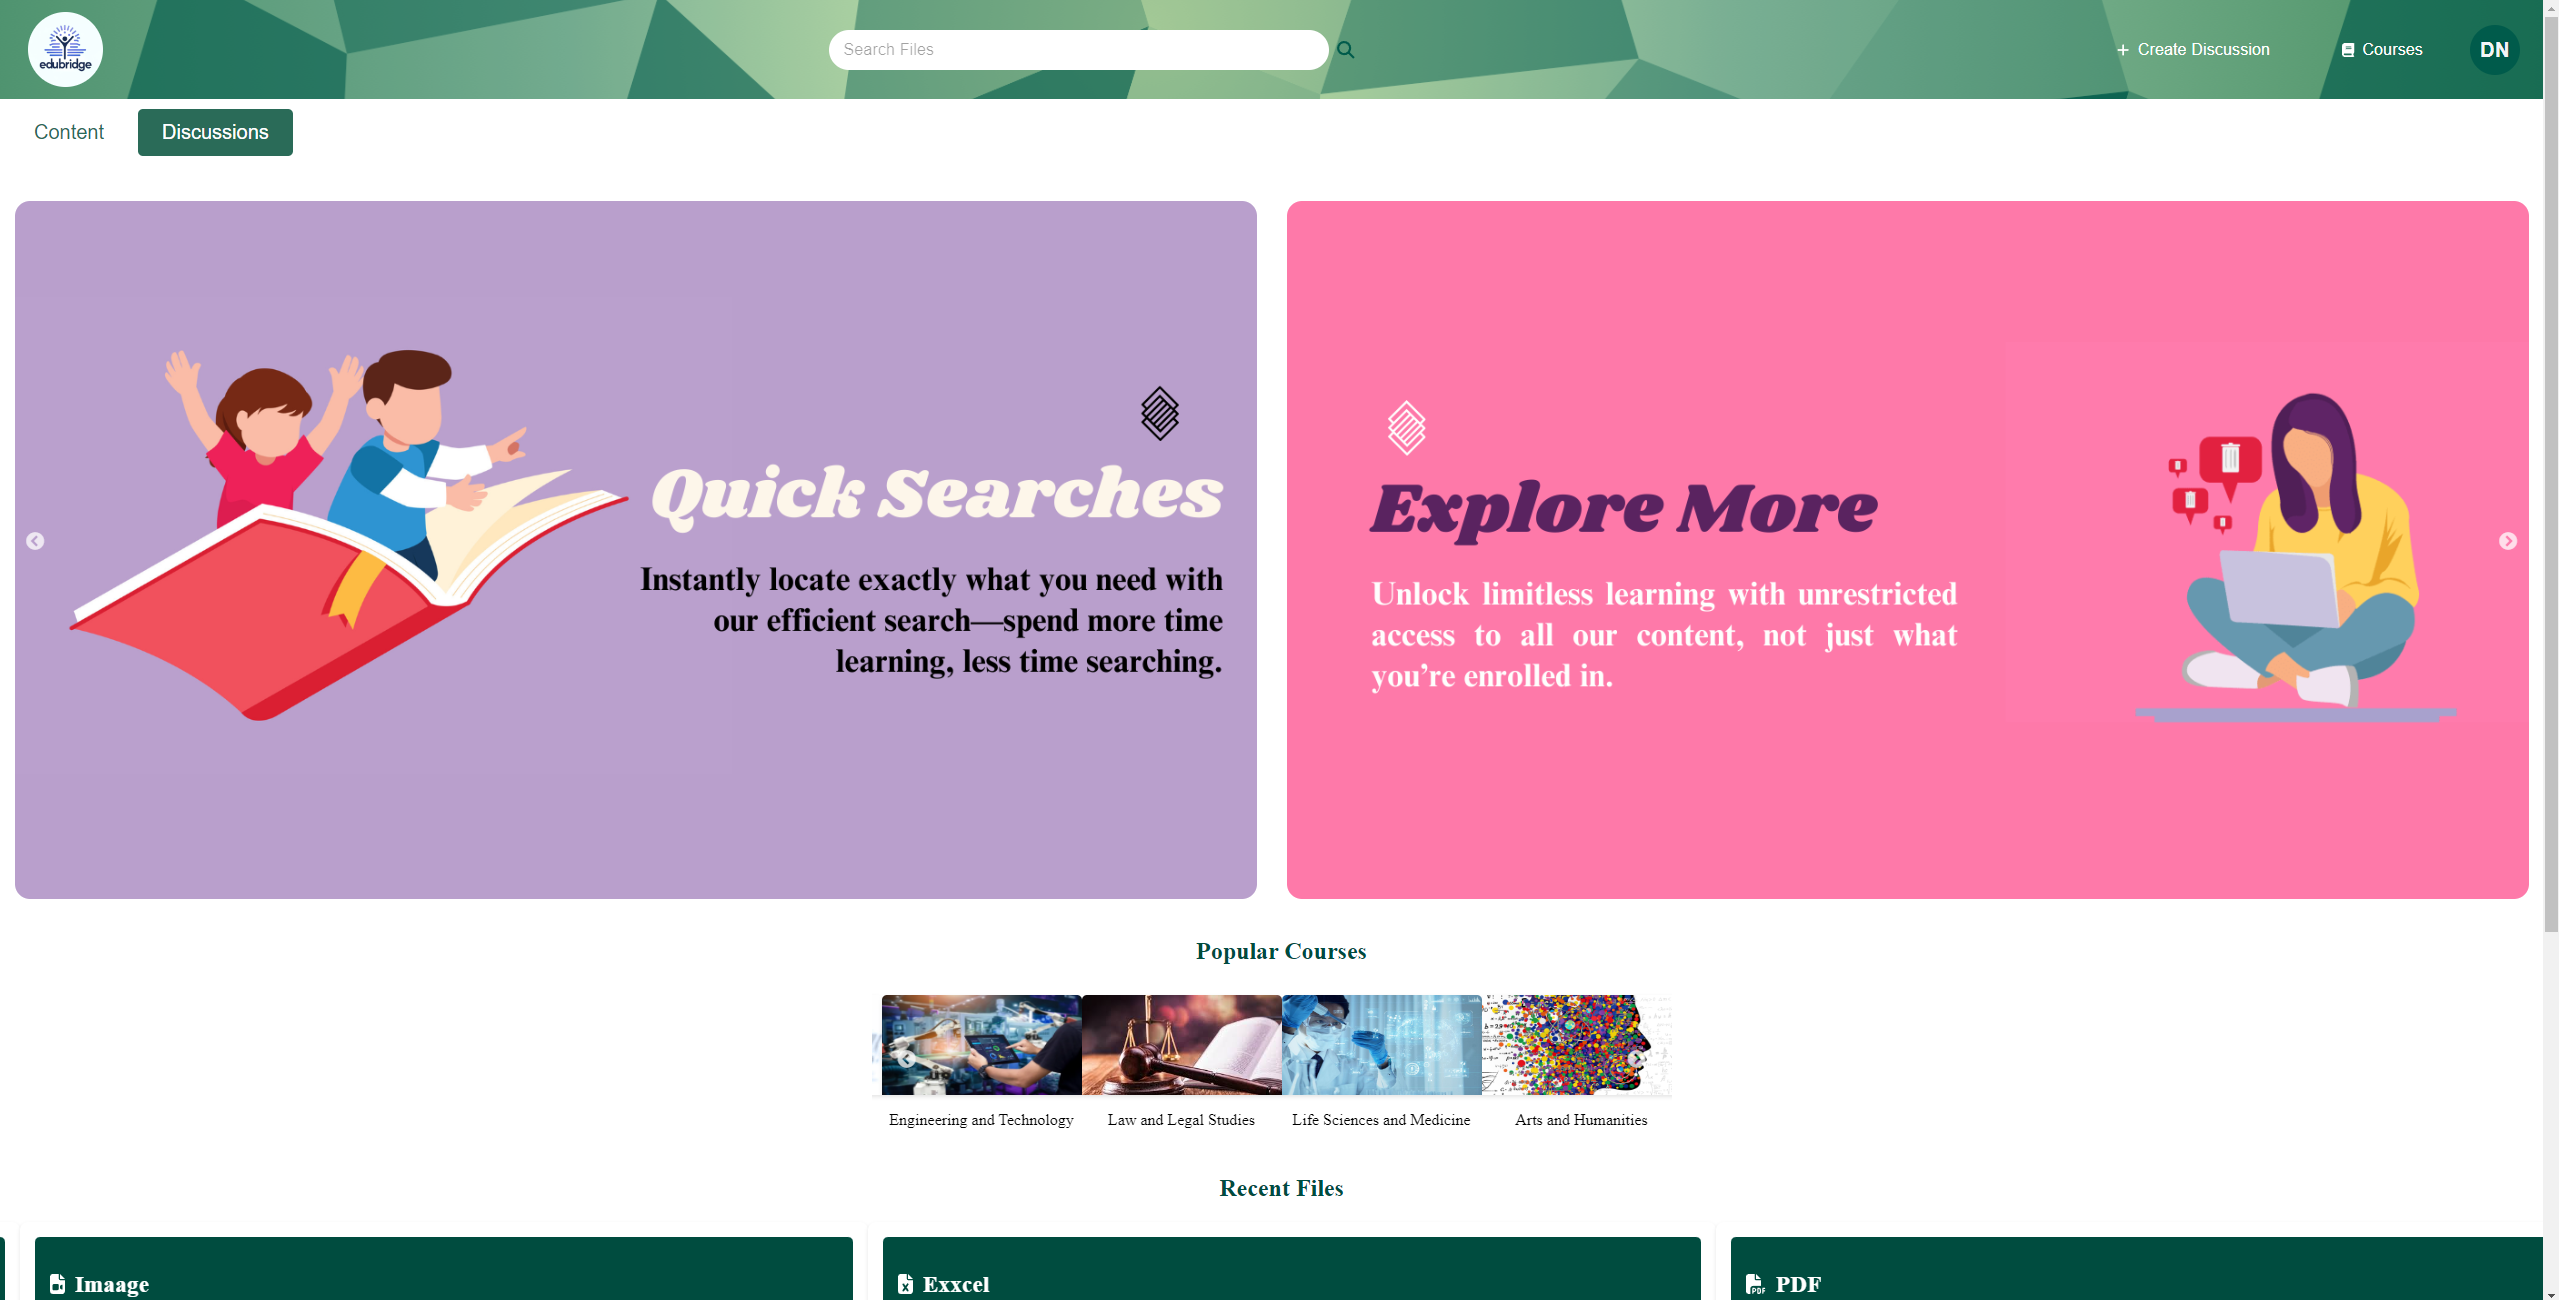 edubridge
Search Files
Create Discussion
Courses
DN
Content
Discussions
Quick Searches
Instantly locate exactly what you need with
our efficient search—spend more time
learning, less time searching.
Explore More
Unlock limitless learning with unrestricted
access to all our content, not just what
you’re enrolled in.
Popular Courses
Engineering and Technology
Law and Legal Studies
Life Sciences and Medicine
Arts and Humanities
Recent Files
Imaage
Exxcel
PDF